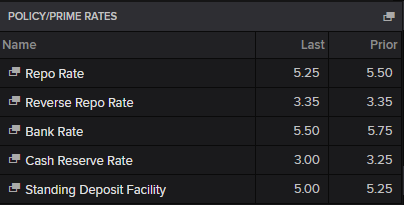 POLICY/PRIME RATES
Name Last Prior
Repo Rate 5.25 5.50
Reverse Repo Rate 3.35 3.35
Bank Rate 5.50 5.75
Cash Reserve Rate 3.00 3.25
Standing Deposit Facility 5.00 5.25